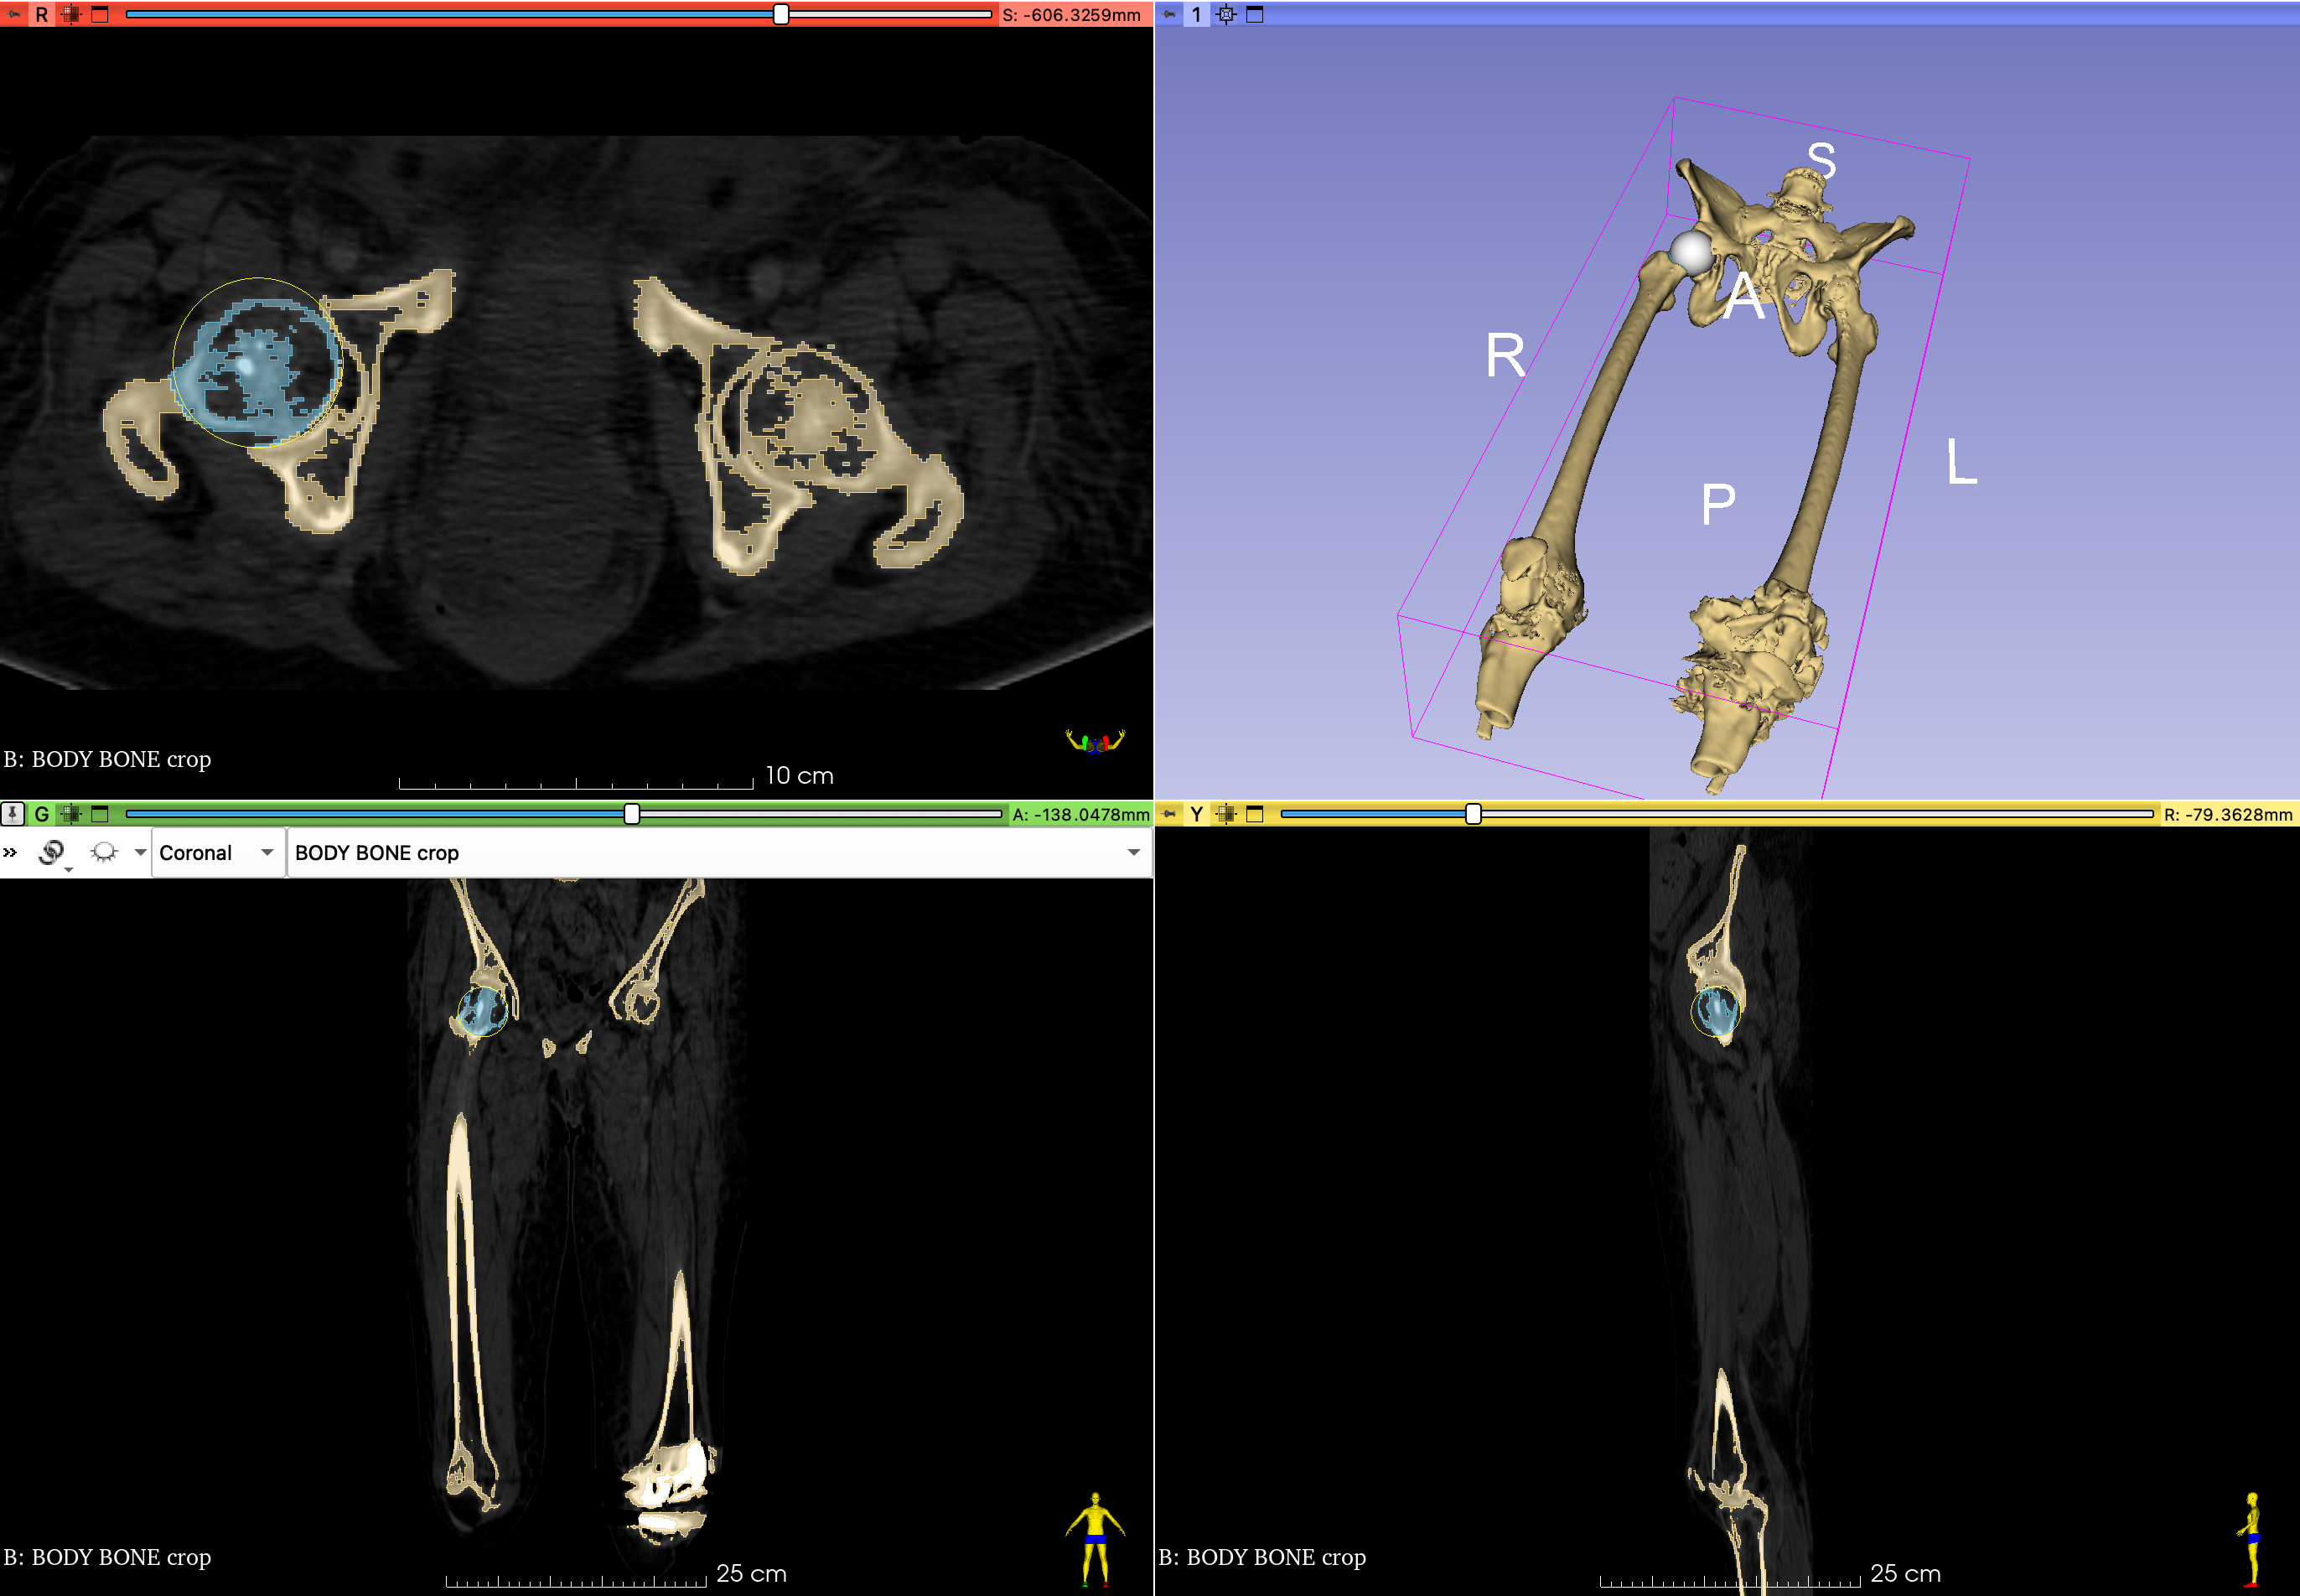 R
S: -606.3259mm
B: BODY BONE crop
10 cm
1
S
A
R
L
P
G
A: -138.0478mm
» Coronal BODY BONE crop
B: BODY BONE crop
25 cm
Y
R: -79.3628mm
B: BODY BONE crop
25 cm